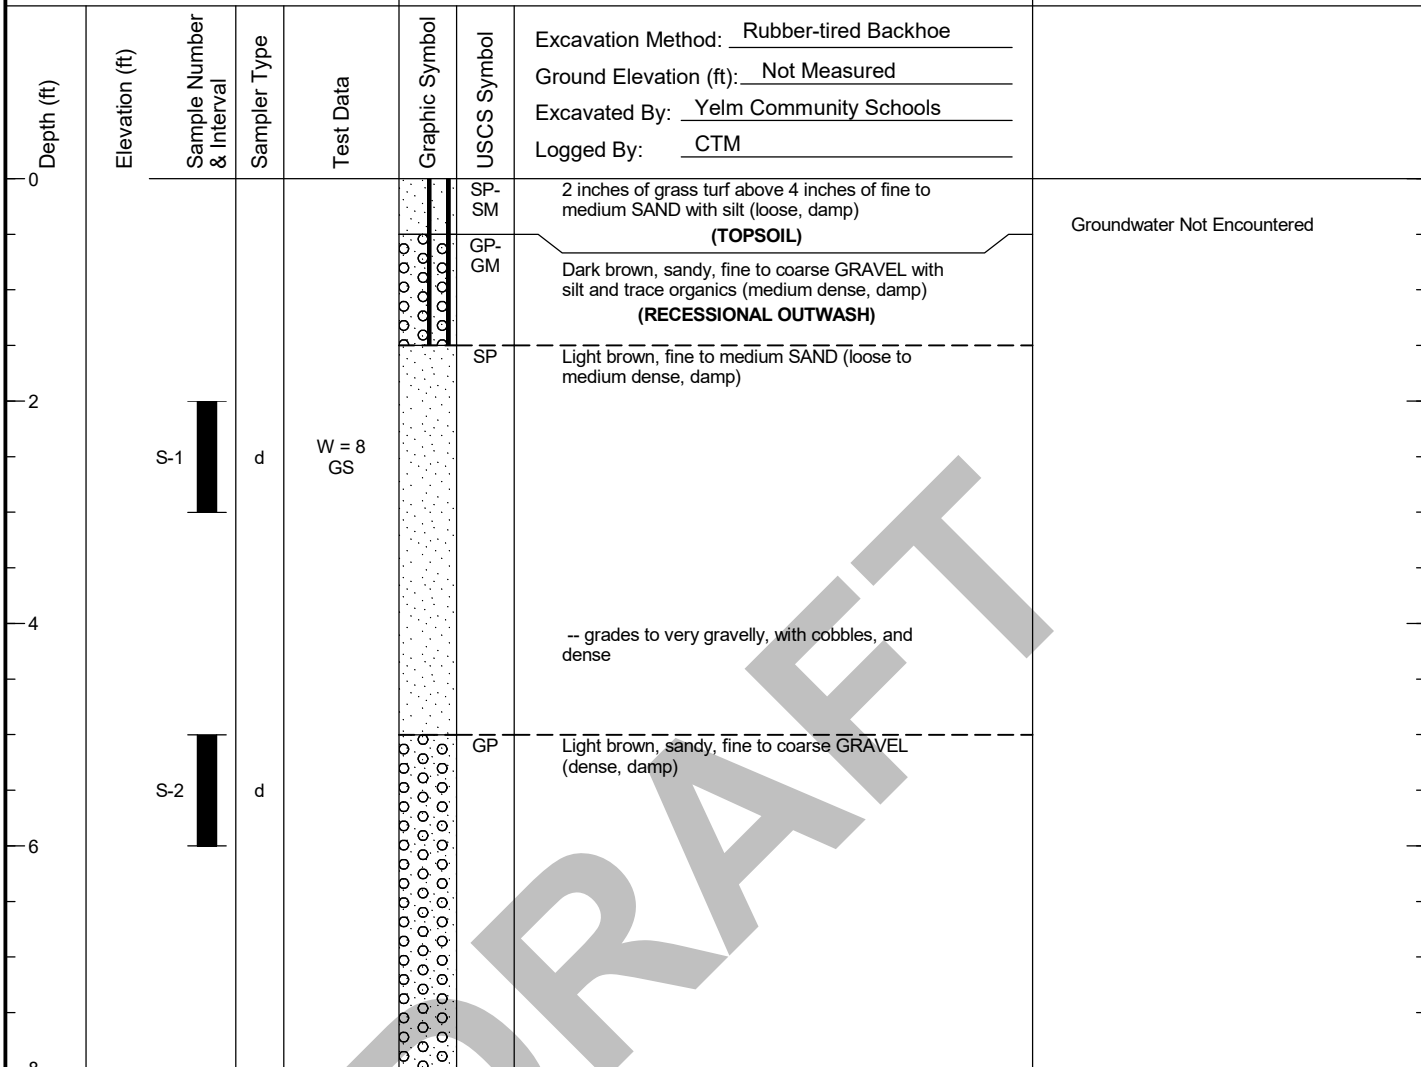 Depth (ft)
Elevation (ft)
Sample Number
& Interval
Sampler Type
Test Data
Graphic Symbol
USCS Symbol
Excavation Method: Rubber-tired Backhoe
Ground Elevation (ft): Not Measured
Excavated By: Yelm Community Schools
Logged By: CTM
0
SP-
SM
2 inches of grass turf above 4 inches of fine to
medium SAND with silt (loose, damp)
(TOPSOIL)
Groundwater Not Encountered
GP-
GM
Dark brown, sandy, fine to coarse GRAVEL with
silt and trace organics (medium dense, damp)
(RECESSIONAL OUTWASH)
SP
Light brown, fine to medium SAND (loose to
medium dense, damp)
2
S-1
d
W = 8
GS
4
-- grades to very gravelly, with cobbles, and
dense
GP
Light brown, sandy, fine to coarse GRAVEL
(dense, damp)
S-2
d
6
8
DRAFT